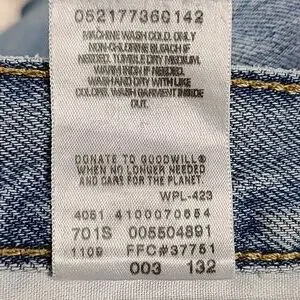 052177360142
MACHINE WASH COLD. ONLY
NON-CHLORINE BLEACH IF
NEEDED. TUMBLE DRY MEDIUM.
WARM IRON IF NEEDED.
WASH AND DRY WITH LIKE
COLORS. WASH GARMENT INSIDE
OUT.
DONATE TO GOODWILL®
WHEN NO LONGER NEEDED
AND CARE FOR THE PLANET.
WPL-423
4051 4100070654
701S 005504891
1109 FFC#37751
003 132